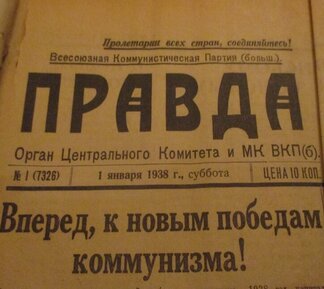 Пролетарии всех стран, соединяйтесь!
Всесоюзная Коммунистическая Партия (больш.).
ПРАВДА
Орган Центрального Комитета и МК ВКП(б).
№ 1 (7326) 1 января 1938 г., суббота ЦЕНА 10 КОП.
Вперед, к новым победам
коммунизма!